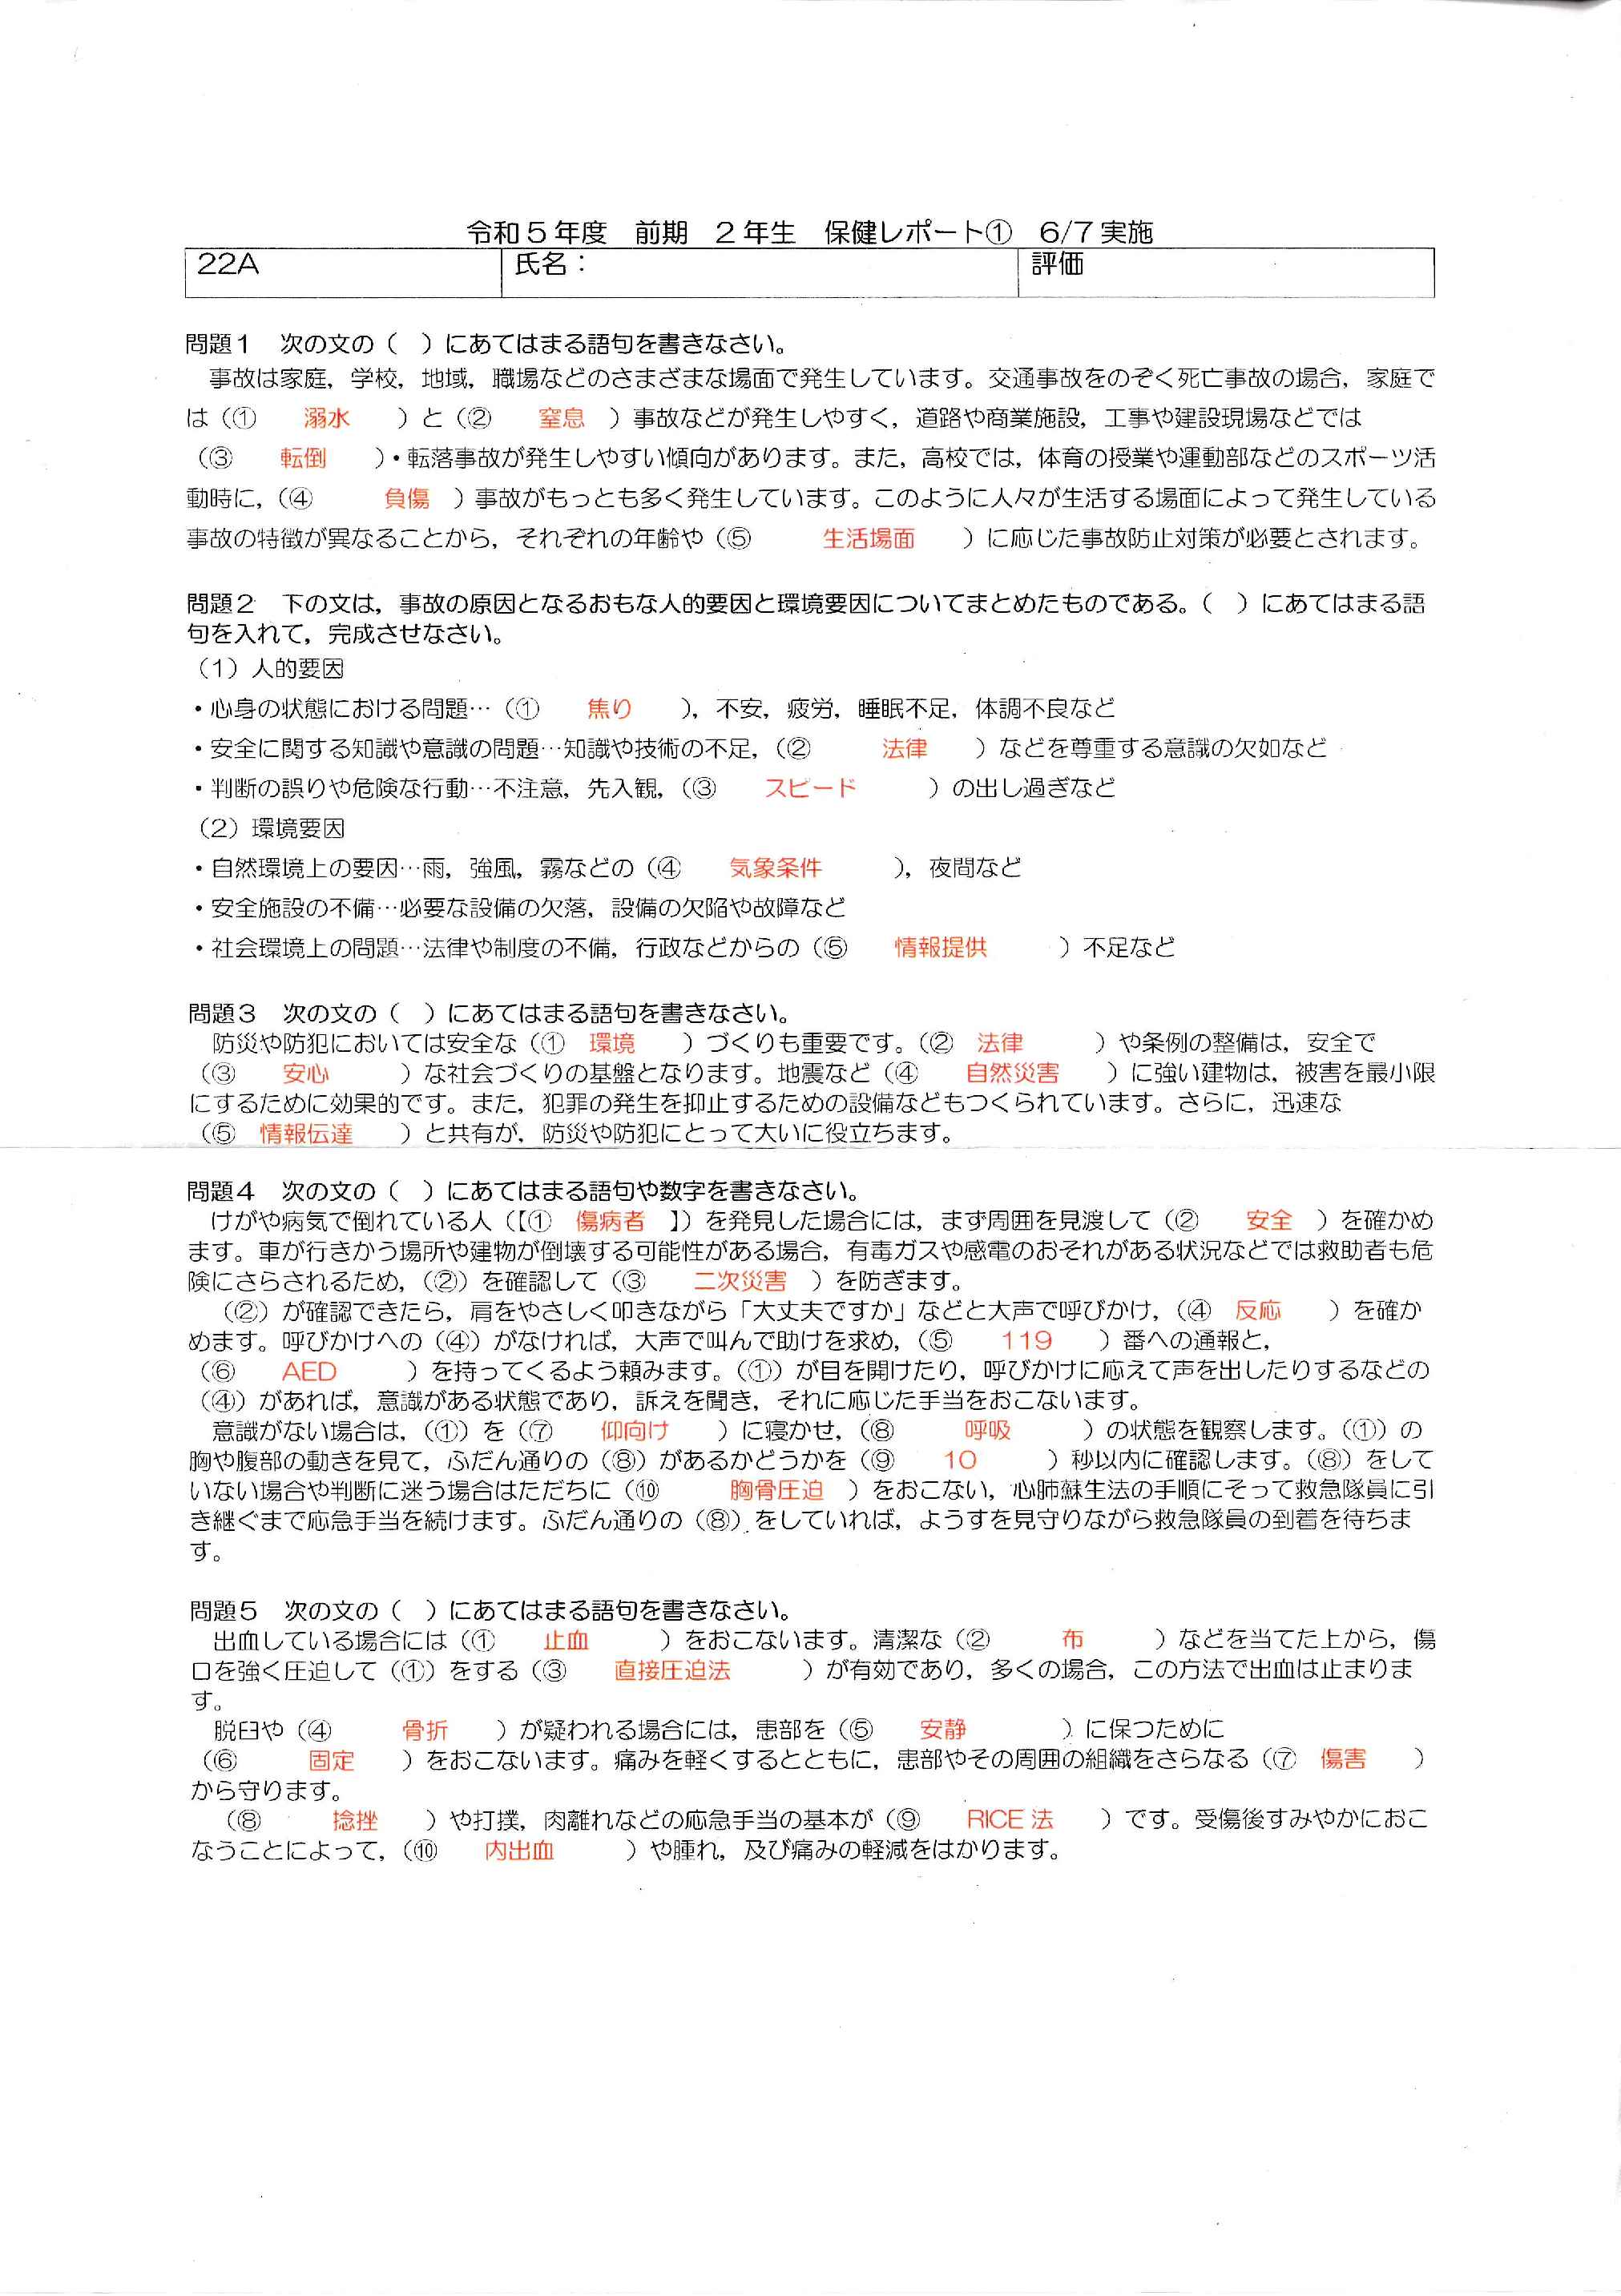 令和5年度　前期　2年生　保健レポート①　6/7実施
22A　氏名：　評価
問題1　次の文の（　）にあてはまる語句を書きなさい。
事故は家庭，学校，地域，職場などのさまざまな場面で発生しています。交通事故をのぞく死亡事故の場合，家庭で
は（①　溺水　）と（②　窒息　）事故などが発生しやすく，道路や商業施設，工事や建設現場などでは
（③　転倒　）・転落事故が発生しやすい傾向があります。また，高校では，体育の授業や運動部などのスポーツ活
動時に，（④　負傷　）事故がもっとも多く発生しています。このように人々が生活する場面によって発生している
事故の特徴が異なることから，それぞれの年齢や（⑤　生活場面　）に応じた事故防止対策が必要とされます。
問題2　下の文は，事故の原因となるおもな人的要因と環境要因についてまとめたものである。（　）にあてはまる語
句を入れて，完成させなさい。
（1）人的要因
・心身の状態における問題…（①　焦り　），不安，疲労，睡眠不足，体調不良など
・安全に関する知識や意識の問題…知識や技術の不足，（②　法律　）などを尊重する意識の欠如など
・判断の誤りや危険な行動…不注意，先入観，（③　スピード　）の出し過ぎなど
（2）環境要因
・自然環境上の要因…雨，強風，霧などの（④　気象条件　），夜間など
・安全施設の不備…必要な設備の欠落，設備の欠陥や故障など
・社会環境上の問題…法律や制度の不備，行政などからの（⑤　情報提供　）不足など
問題3　次の文の（　）にあてはまる語句を書きなさい。
防災や防犯においては安全な（①　環境　）づくりも重要です。（②　法律　）や条例の整備は，安全で
（③　安心　）な社会づくりの基盤となります。地震など（④　自然災害　）に強い建物は，被害を最小限
にするために効果的です。また，犯罪の発生を抑止するための設備などもつくられています。さらに，迅速な
（⑤　情報伝達　）と共有が，防災や防犯にとって大いに役立ちます。
問題4　次の文の（　）にあてはまる語句や数字を書きなさい。
けがや病気で倒れている人（【①　傷病者　】）を発見した場合には，まず周囲を見渡して（②　安全　）を確かめ
ます。車が行きかう場所や建物が倒壊する可能性がある場合，有毒ガスや感電のおそれがある状況などでは救助者も危
険にさらされるため，（②）を確認して（③　二次災害　）を防ぎます。
（②）が確認できたら，肩をやさしく叩きながら「大丈夫ですか」などと大声で呼びかけ，（④　反応　）を確か
めます。呼びかけへの（④）がなければ，大声で叫んで助けを求め，（⑤　119　）番への通報と，
（⑥　AED　）を持ってくるよう頼みます。（①）が目を開けたり，呼びかけに応えて声を出したりするなどの
（④）があれば，意識がある状態であり，訴えを聞き，それに応じた手当をおこないます。
意識がない場合は，（①）を（⑦　仰向け　）に寝かせ，（⑧　呼吸　）の状態を観察します。（①）の
胸や腹部の動きを見て，ふだん通りの（⑧）があるかどうかを（⑨　10　）秒以内に確認します。（⑧）をして
いない場合や判断に迷う場合はただちに（⑩　胸骨圧迫　）をおこない，心肺蘇生法の手順にそって救急隊員に引
き継ぐまで応急手当を続けます。ふだん通りの（⑧）をしていれば，ようすを見守りながら救急隊員の到着を待ちま
す。
問題5　次の文の（　）にあてはまる語句を書きなさい。
出血している場合には（①　止血　）をおこないます。清潔な（②　布　）などを当てた上から，傷
口を強く圧迫して（①）をする（③　直接圧迫法　）が有効であり，多くの場合，この方法で出血は止まりま
す。
脱臼や（④　骨折　）が疑われる場合には，患部を（⑤　安静　）に保つために
（⑥　固定　）をおこないます。痛みを軽くするとともに，患部やその周囲の組織をさらなる（⑦　傷害　）
から守ります。
（⑧　捻挫　）や打撲，肉離れなどの応急手当の基本が（⑨　RICE法　）です。受傷後すみやかにおこ
なうことによって，（⑩　内出血　）や腫れ，及び痛みの軽減をはかります。